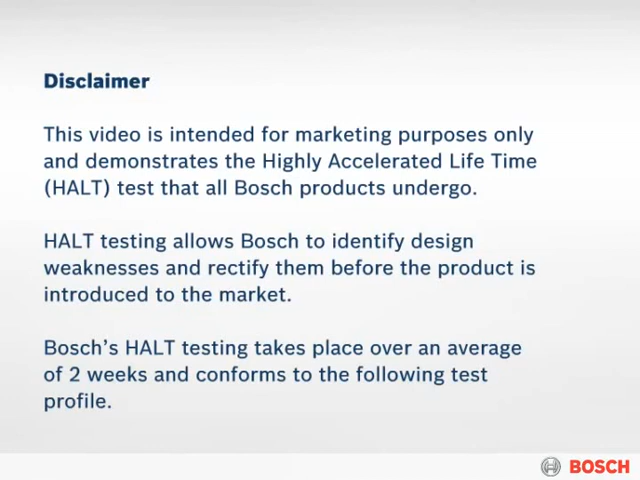 Disclaimer
This video is intended for marketing purposes only
and demonstrates the Highly Accelerated Life Time
(HALT) test that all Bosch products undergo.
HALT testing allows Bosch to identify design
weaknesses and rectify them before the product is
introduced to the market.
Bosch's HALT testing takes place over an average
of 2 weeks and conforms to the following test
profile.
BOSCH